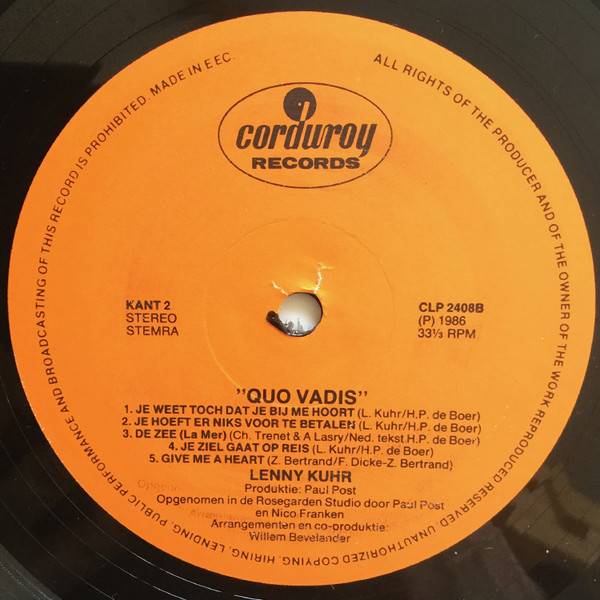 ALL RIGHTS OF THE PRODUCER AND OF THE OWNER OF THE WORK REPRODUCED RESERVED. UNAUTHORIZED COPYING, HIRING, LENDING, PUBLIC PERFORMANCE AND BROADCASTING OF THIS RECORD IS PROHIBITED. MADE IN E.E.C.
corduroy
RECORDS
KANT 2
STEREO
STEMRA
CLP 2408B
(P) 1986
33⅓ RPM
"QUO VADIS"
1. JE WEET TOCH DAT JE BIJ ME HOORT (L. Kuhr/H.P. de Boer)
2. JE HOEFT ER NIKS VOOR TE BETALEN (L. Kuhr/H.P. de Boer)
3. DE ZEE (La Mer) (Ch. Trenet & A Lasry/Ned. tekst.H.P. de Boer)
4. JE ZIEL GAAT OP REIS (L. Kuhr/H.P. de Boer)
5. GIVE ME A HEART (Z. Bertrand/F. Dicke-Z. Bertrand)
LENNY KUHR
Produktie: Paul Post
Opgenomen in de Rosegarden Studio door Paul Post
en Nico Franken
Arrangementen en co-produktie:
Willem Bevelander